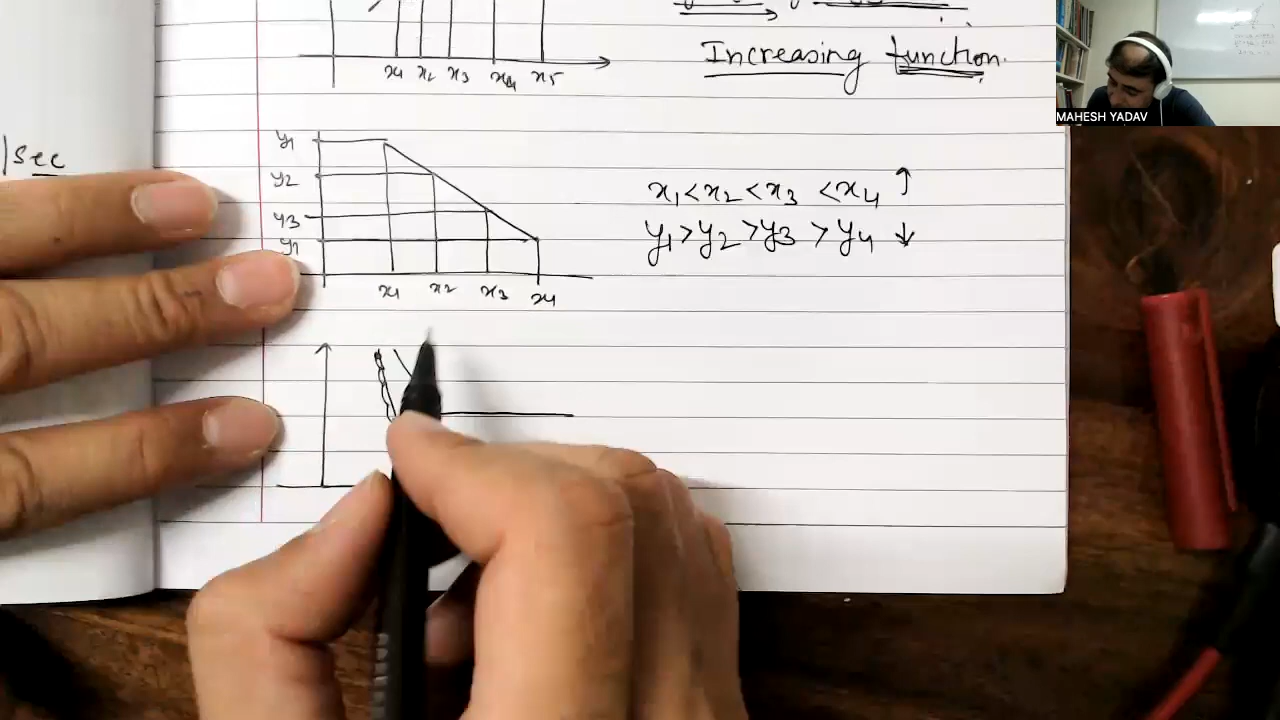 Increasing function.
x1 x2 x3 x4 x5
MAHESH YADAV
/sec
y1
y2
y3
y4
x1 x2 x3 x4
x1 < x2 < x3 < x4 ↑
y1 > y2 > y3 > y4 ↓